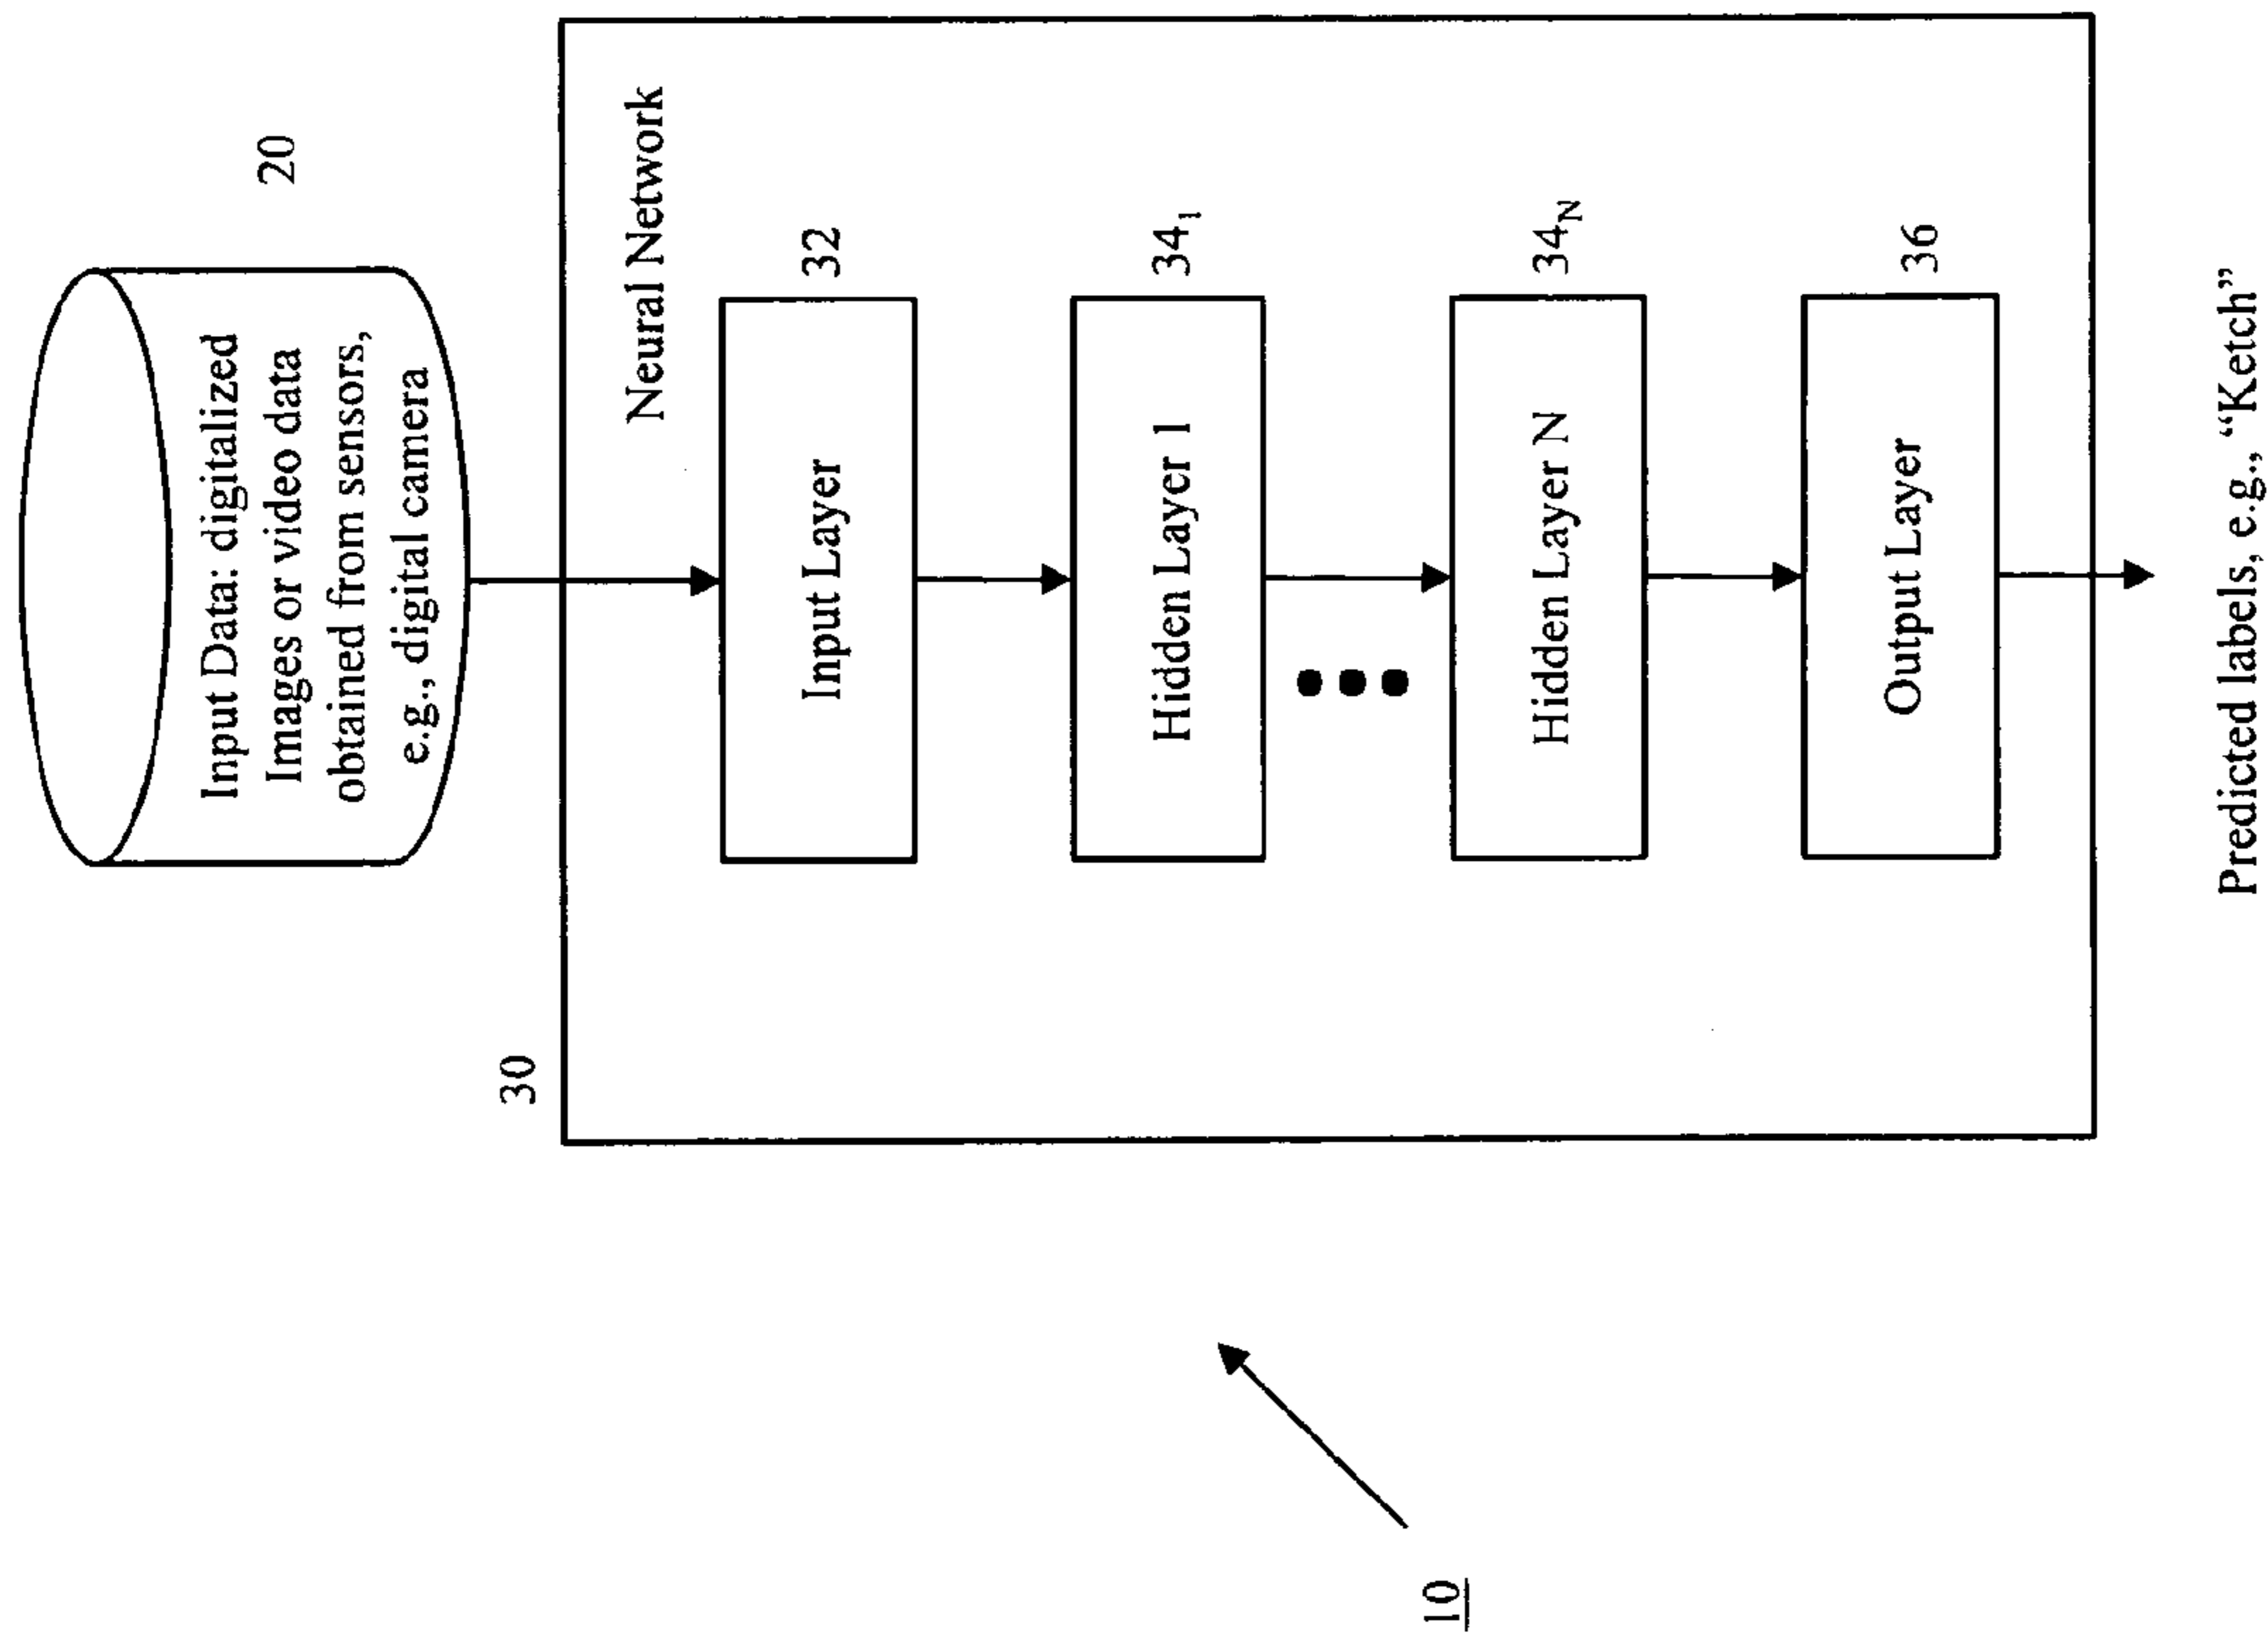 Input Data: digitalized
Images or video data
obtained from sensors,
e.g., digital camera
20
30
Neural Network
Input Layer
32
Hidden Layer 1
34₁
Hidden Layer N
34_N
Output Layer
36
Predicted labels, e.g., “Ketch”
10